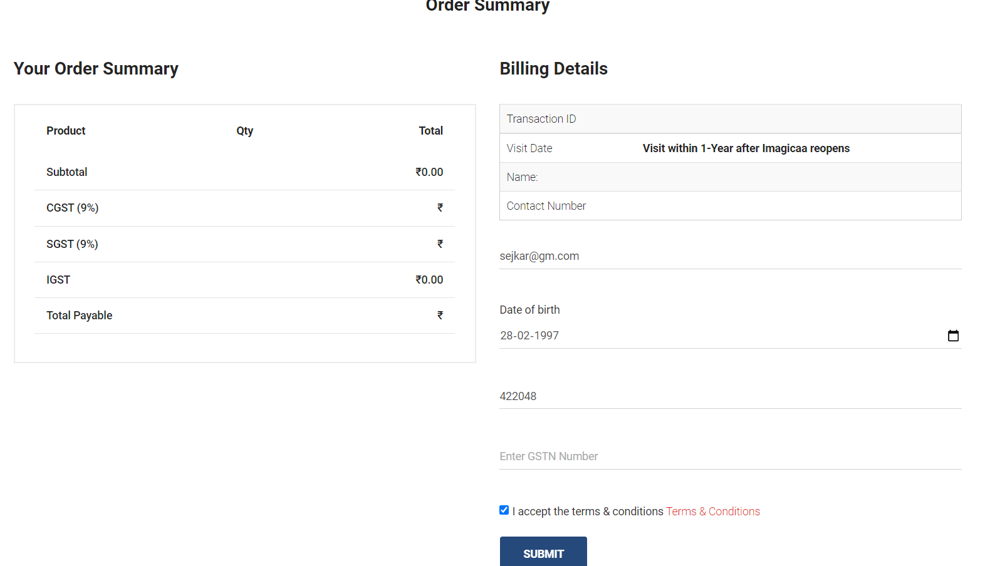 Order Summary
Your Order Summary
Product Qty Total
Subtotal ₹0.00
CGST (9%) ₹
SGST (9%) ₹
IGST ₹0.00
Total Payable ₹
Billing Details
Transaction ID
Visit Date Visit within 1-Year after Imagicaa reopens
Name:
Contact Number
sejkar@gm.com
Date of birth
28-02-1997
422048
Enter GSTN Number
I accept the terms & conditions Terms & Conditions
SUBMIT